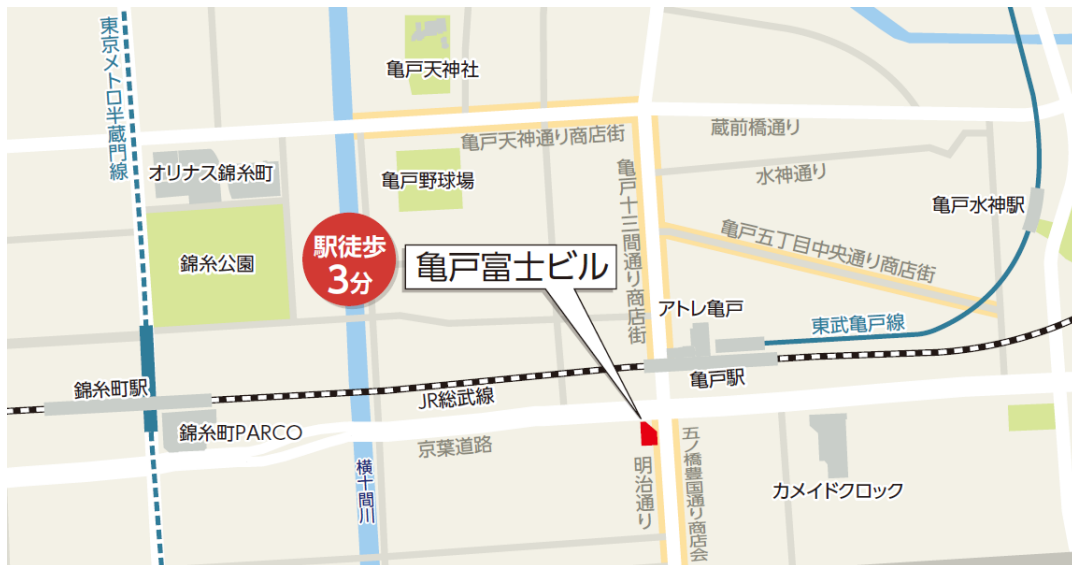 東京メトロ半蔵門線
亀戸天神社
亀戸天神通り商店街
蔵前橋通り
オリナス錦糸町
亀戸野球場
水神通り
亀戸水神駅
亀戸十三間通り商店街
亀戸五丁目中央通り商店街
錦糸公園
駅徒歩
3分
亀戸富士ビル
アトレ亀戸
東武亀戸線
錦糸町駅
亀戸駅
JR総武線
錦糸町PARCO
京葉道路
横十間川
明治通り
五ノ橋豊国通り商店会
カメイドクロック